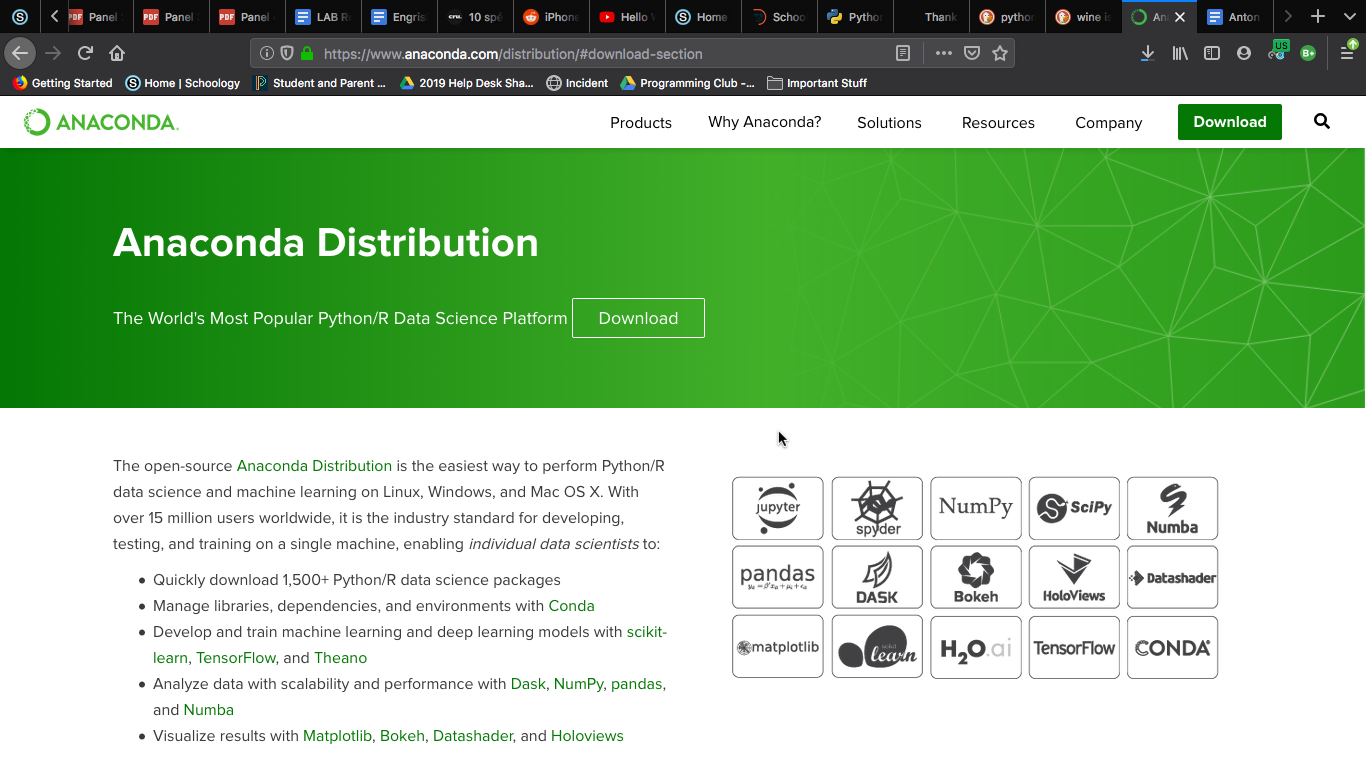 Panel
Panel
Panel
LAB R
Engris
10 spé
iPhone
Hello
Home
Schoo
Pythor
Thank
pythor
wine is
An
Anton
https://www.anaconda.com/distribution/#download-section
US
B+
Getting Started
Home | Schoology
Student and Parent ...
2019 Help Desk Sha...
Incident
Programming Club -...
Important Stuff
ANACONDA.
Products
Why Anaconda?
Solutions
Resources
Company
Download
Anaconda Distribution
The World's Most Popular Python/R Data Science Platform
Download
The open-source Anaconda Distribution is the easiest way to perform Python/R
data science and machine learning on Linux, Windows, and Mac OS X. With
over 15 million users worldwide, it is the industry standard for developing,
testing, and training on a single machine, enabling individual data scientists to:
• Quickly download 1,500+ Python/R data science packages
• Manage libraries, dependencies, and environments with Conda
• Develop and train machine learning and deep learning models with scikit-
learn, TensorFlow, and Theano
• Analyze data with scalability and performance with Dask, NumPy, pandas,
and Numba
• Visualize results with Matplotlib, Bokeh, Datashader, and Holoviews
jupyter
spyder
NumPy
SciPy
Numba
pandas
DASK
Bokeh
HoloViews
Datashader
matplotlib
learn
H2O.ai
TensorFlow
CONDA